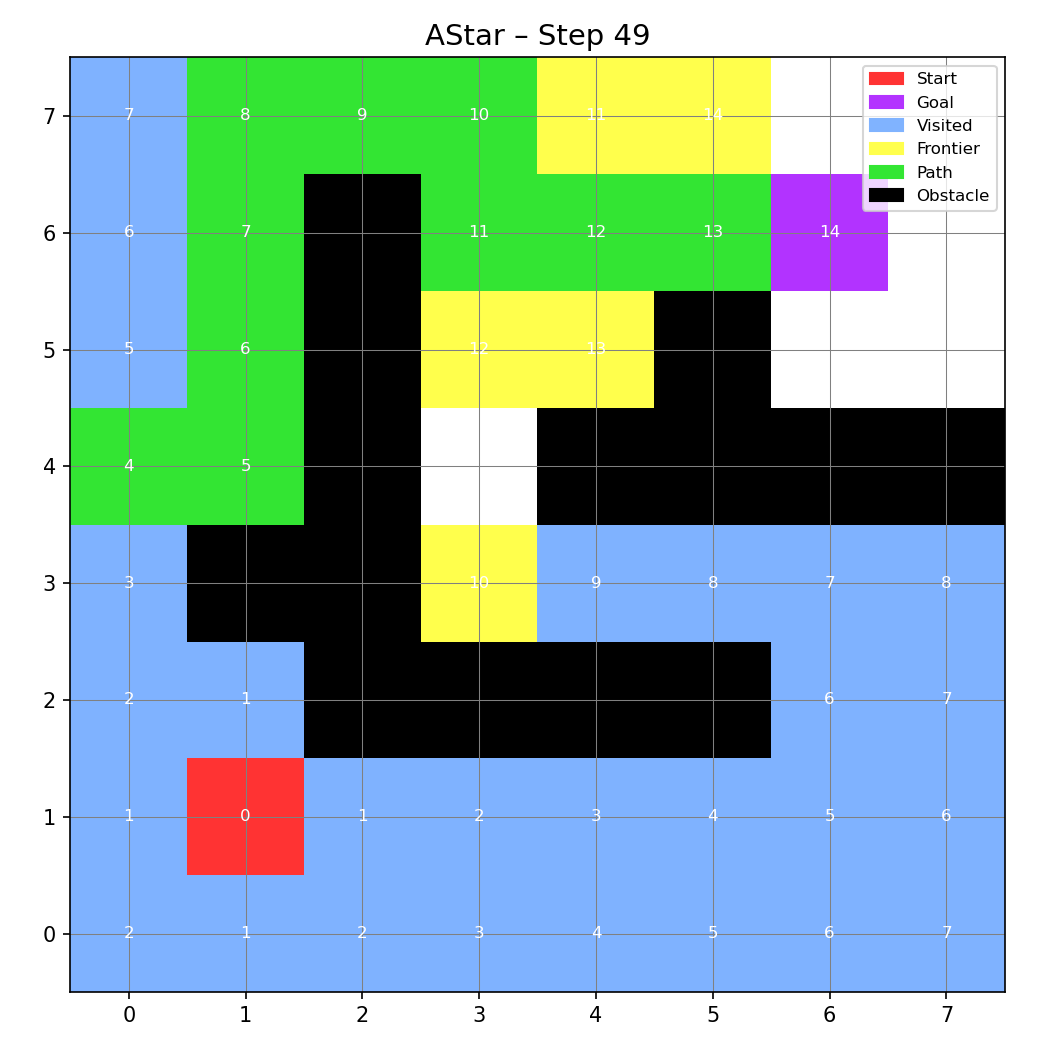 AStar – Step 49
Start
Goal
Visited
Frontier
Path
Obstacle
7 7 8 9 10 11 14
6 6 7 11 12 13 14
5 5 6 12 13
4 4 5
3 3 10 9 8 7 8
2 2 1 6 7
1 1 0 1 2 3 4 5 6
0 2 1 2 3 4 5 6 7
0 1 2 3 4 5 6 7